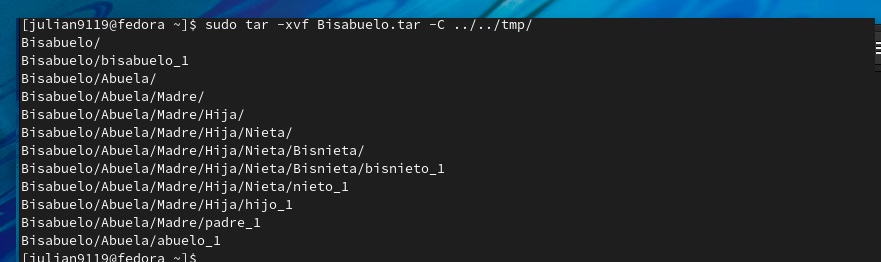 [julian9119@fedora ~]$ sudo tar -xvf Bisabuelo.tar -C ../../tmp/
Bisabuelo/
Bisabuelo/bisabuelo_1
Bisabuelo/Abuela/
Bisabuelo/Abuela/Madre/
Bisabuelo/Abuela/Madre/Hija/
Bisabuelo/Abuela/Madre/Hija/Nieta/
Bisabuelo/Abuela/Madre/Hija/Nieta/Bisnieta/
Bisabuelo/Abuela/Madre/Hija/Nieta/Bisnieta/bisnieto_1
Bisabuelo/Abuela/Madre/Hija/Nieta/nieto_1
Bisabuelo/Abuela/Madre/Hija/hijo_1
Bisabuelo/Abuela/Madre/padre_1
Bisabuelo/Abuela/abuelo_1
[julian9119@fedora ~]$